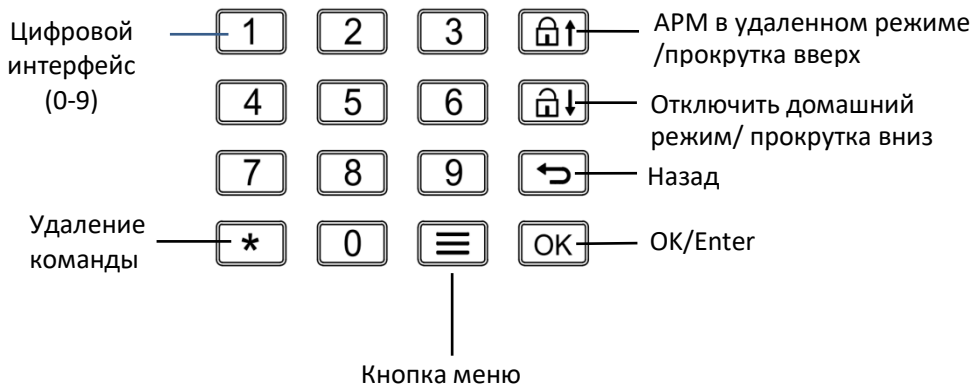 Цифровой
интерфейс
(0-9)
1 2 3
АРМ в удаленном режиме
/прокрутка вверх
4 5 6
Отключить домашний
режим/ прокрутка вниз
7 8 9
Назад
Удаление
команды
* 0 OK
OK/Enter
Кнопка меню